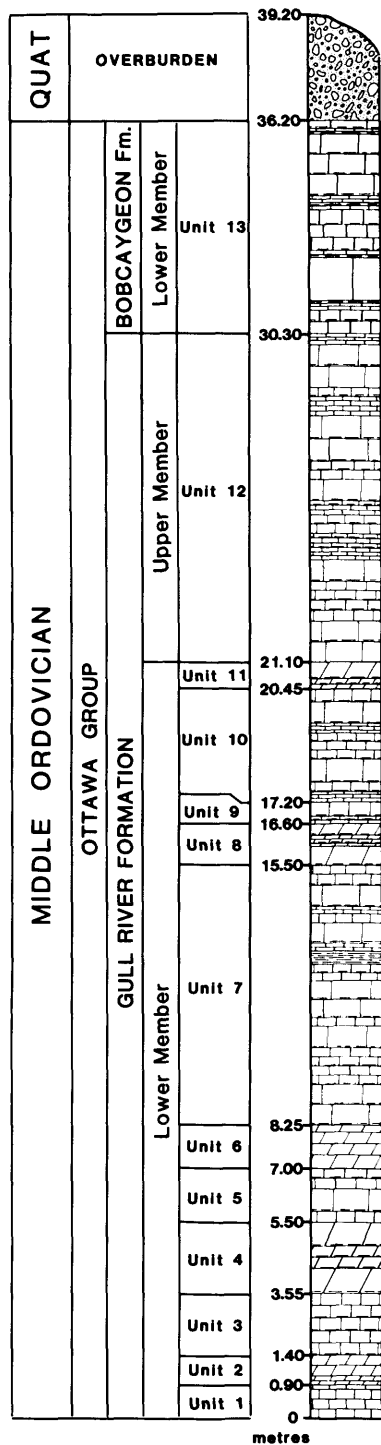 39.20
QUAT
OVERBURDEN
36.20
MIDDLE ORDOVICIAN
OTTAWA GROUP
BOBCAYGEON Fm.
Lower Member
Unit 13
30.30
GULL RIVER FORMATION
Upper Member
Unit 12
21.10
Lower Member
Unit 11
20.45
Unit 10
17.20
Unit 9
16.60
Unit 8
15.50
Unit 7
8.25
Unit 6
7.00
Unit 5
5.50
Unit 4
3.55
Unit 3
1.40
Unit 2
0.90
Unit 1
0
metres